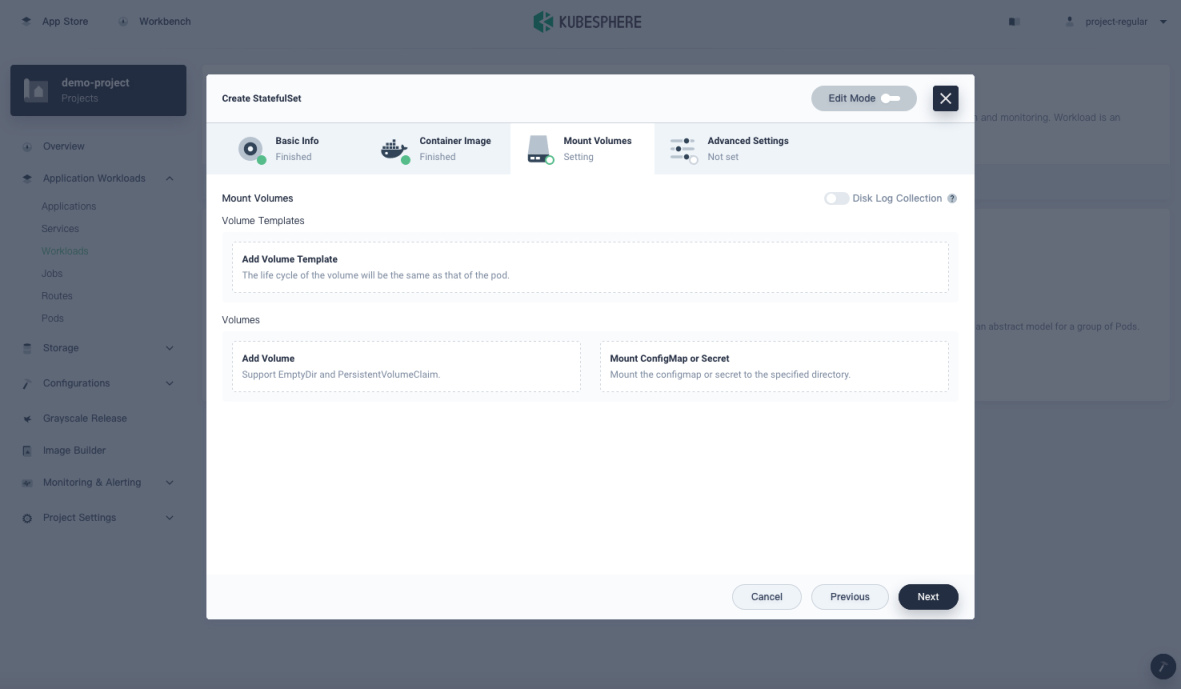 App Store
Workbench
KUBESPHERE
project-regular
demo-project
Projects
Overview
Application Workloads
Applications
Services
Workloads
Jobs
Routes
Pods
Storage
Configurations
Grayscale Release
Image Builder
Monitoring & Alerting
Project Settings
Create StatefulSet
Edit Mode
Basic Info
Finished
Container Image
Finished
Mount Volumes
Setting
Advanced Settings
Not set
Mount Volumes
Disk Log Collection ?
Volume Templates
Add Volume Template
The life cycle of the volume will be the same as that of the pod.
Volumes
Add Volume
Support EmptyDir and PersistentVolumeClaim.
Mount ConfigMap or Secret
Mount the configmap or secret to the specified directory.
Cancel
Previous
Next
and monitoring. Workload is an
an abstract model for a group of Pods.